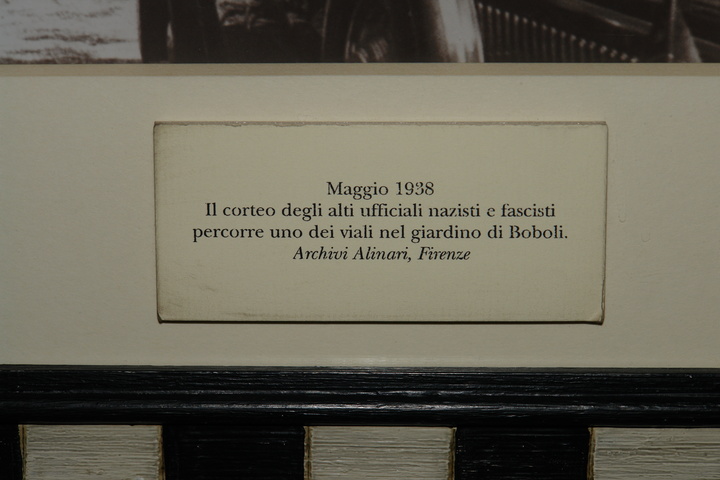 Maggio 1938
Il corteo degli alti ufficiali nazisti e fascisti
percorre uno dei viali nel giardino di Boboli.
Archivi Alinari, Firenze